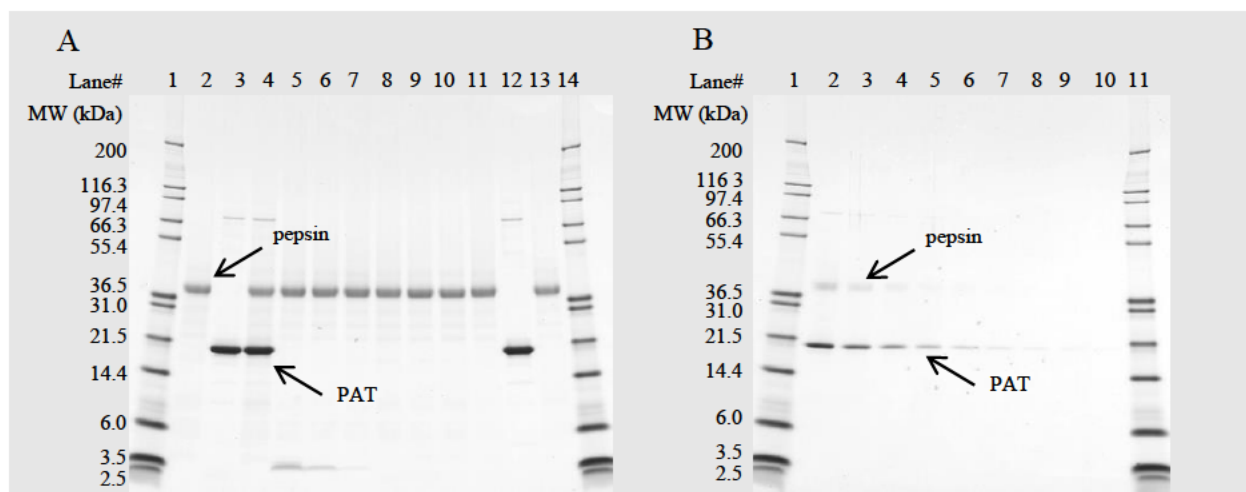 A
Lane# 1 2 3 4 5 6 7 8 9 10 11 12 13 14
MW (kDa)
200
116.3
97.4
66.3
55.4
36.5
31.0
21.5
14.4
6.0
3.5
2.5
pepsin
PAT
B
Lane# 1 2 3 4 5 6 7 8 9 10 11
MW (kDa)
200
116 3
97.4
66.3
55.4
36.5
31.0
21.5
14.4
6.0
3.5
2.5
pepsin
PAT